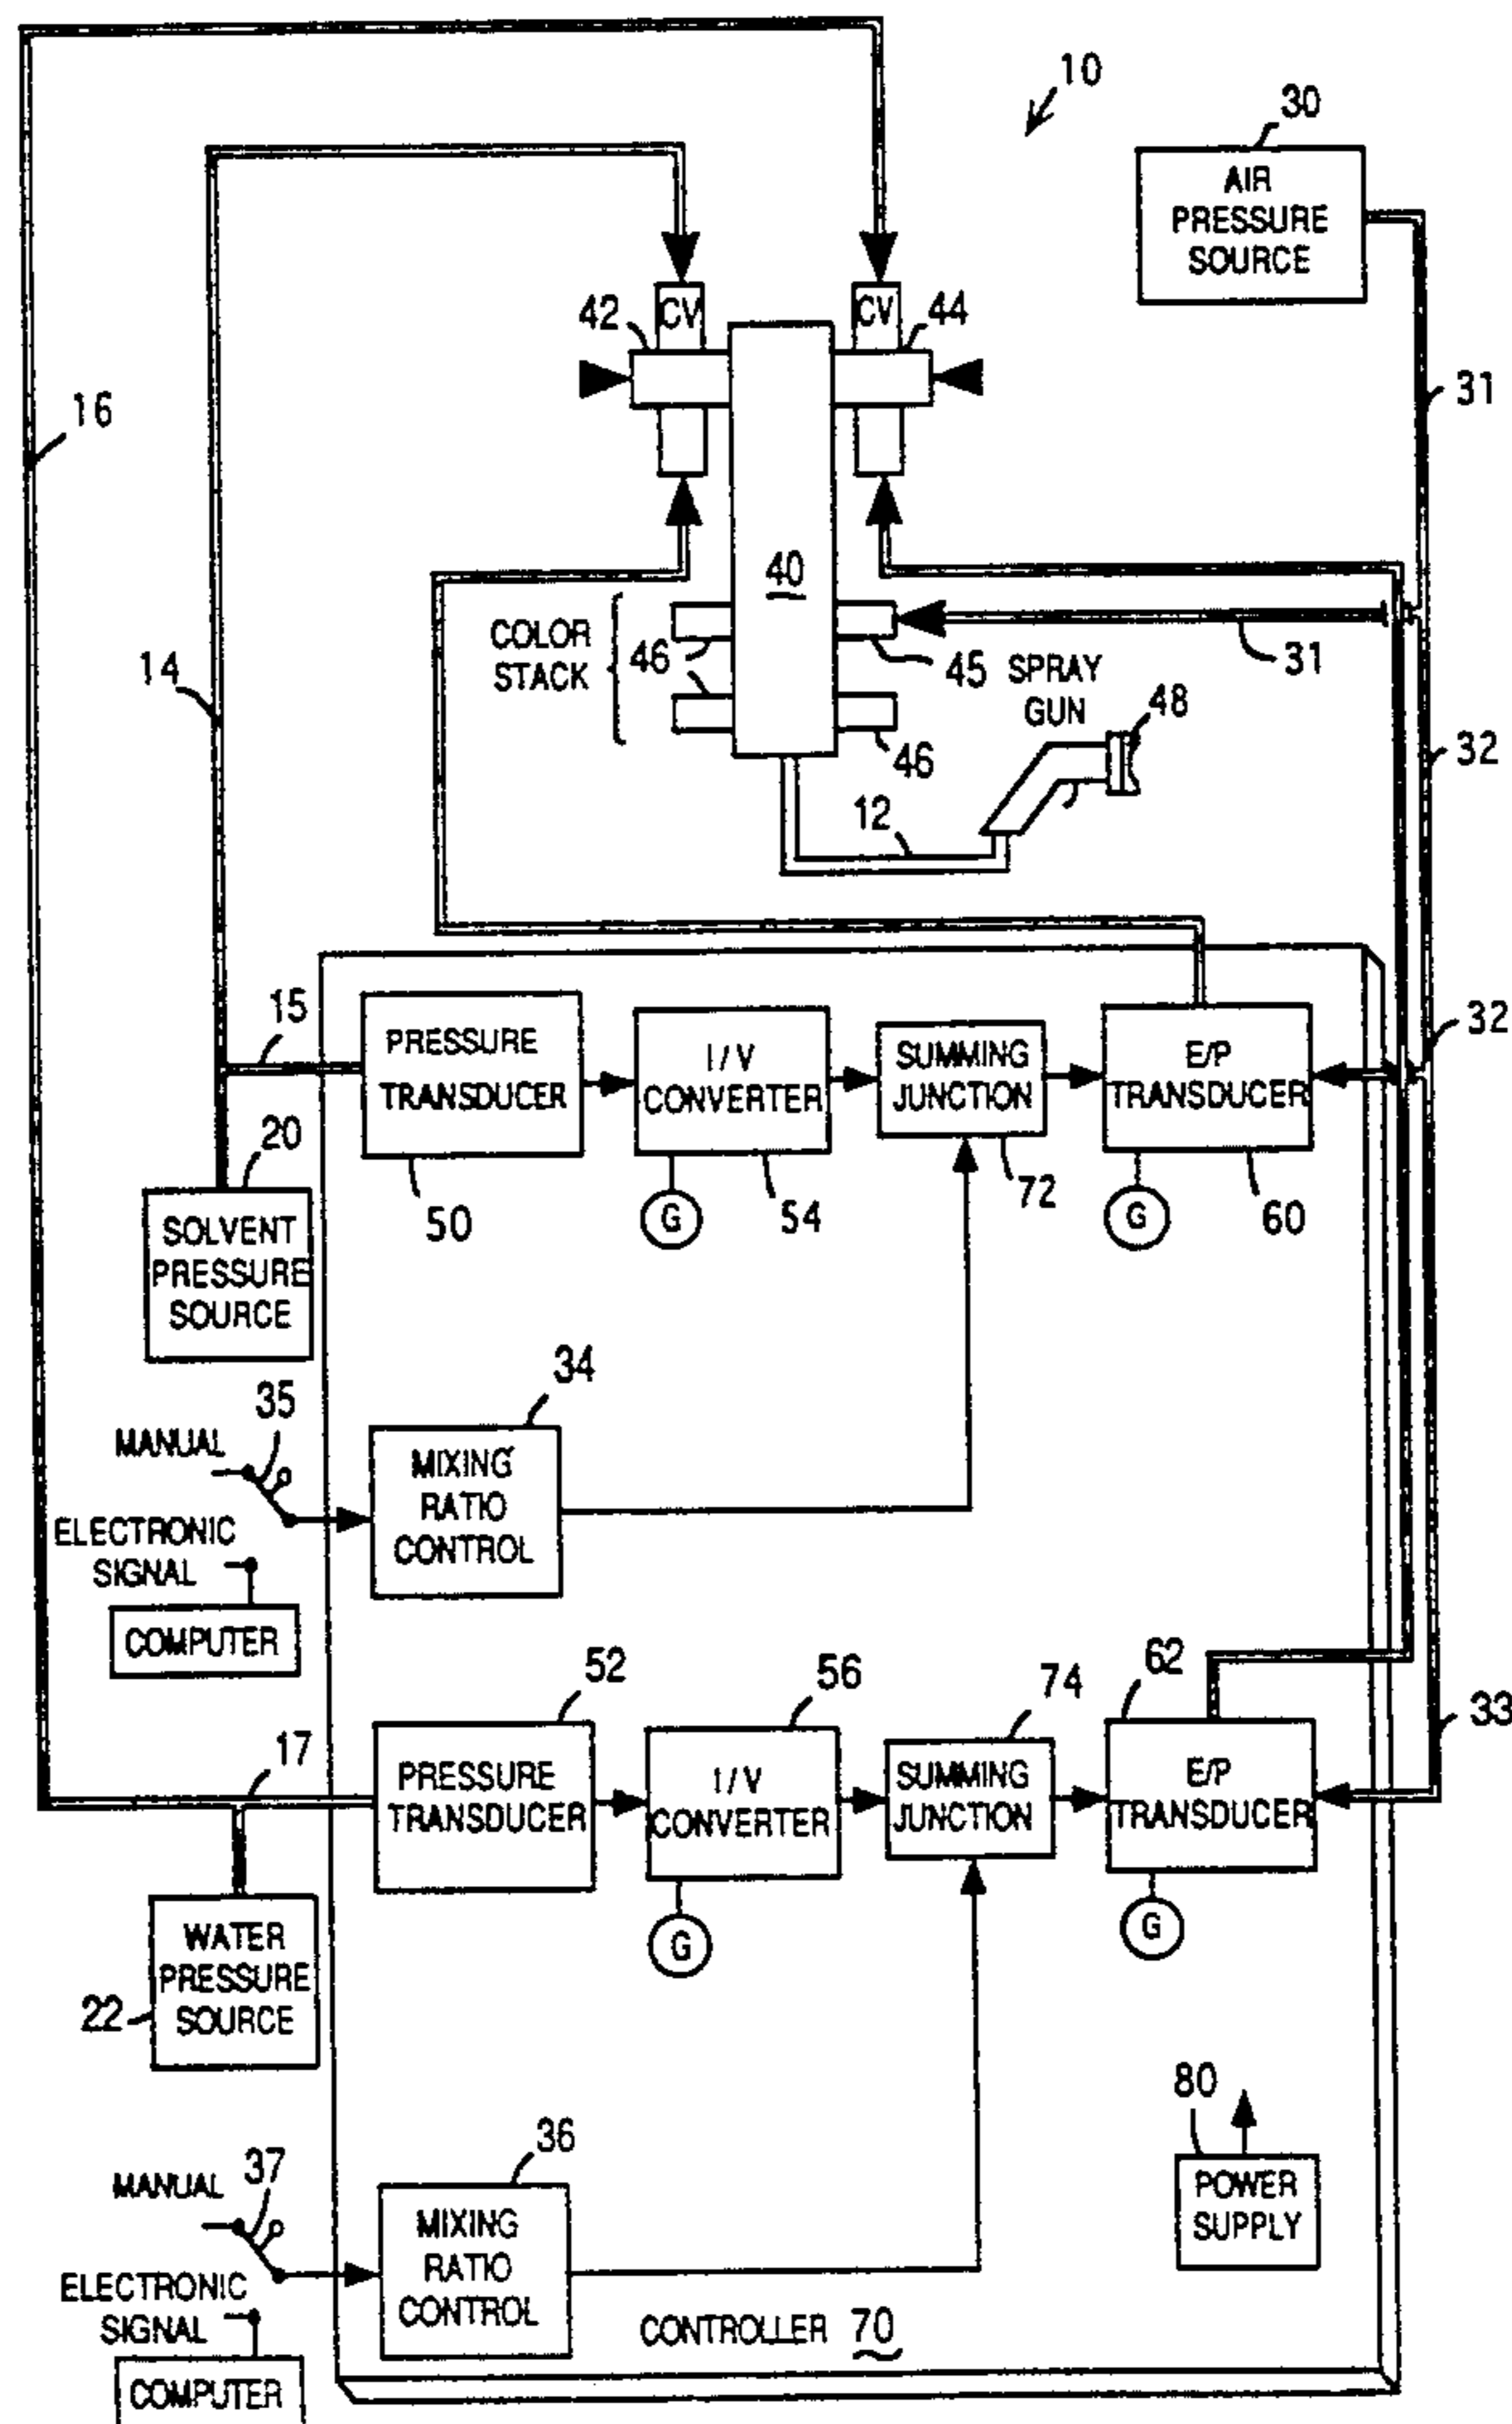 10
30
AIR
PRESSURE
SOURCE
42
CV
CV
44
31
16
40
COLOR
STACK
46
45
31
14
SPRAY
GUN
48
46
32
12
15
PRESSURE
TRANSDUCER
I/V
CONVERTER
SUMMING
JUNCTION
E/P
TRANSDUCER
32
20
50
G
54
72
G
60
SOLVENT
PRESSURE
SOURCE
34
35
MANUAL
MIXING
RATIO
CONTROL
ELECTRONIC
SIGNAL
COMPUTER
52
56
74
62
33
17
PRESSURE
TRANSDUCER
I/V
CONVERTER
SUMMING
JUNCTION
E/P
TRANSDUCER
G
G
WATER
PRESSURE
SOURCE
22
80
36
37
MANUAL
MIXING
RATIO
CONTROL
POWER
SUPPLY
ELECTRONIC
SIGNAL
CONTROLLER 70
COMPUTER